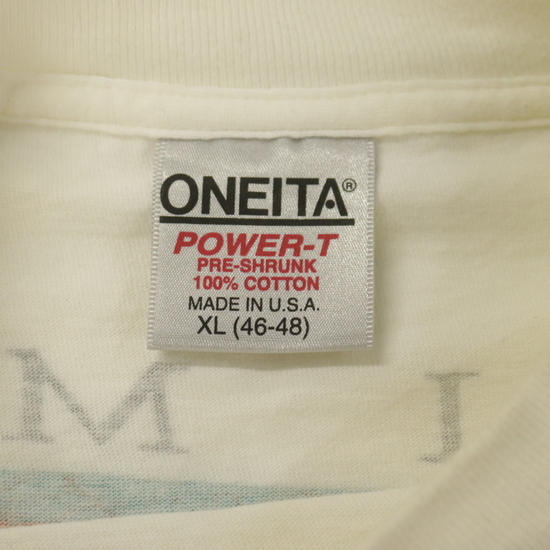 ONEITA®
POWER-T
PRE-SHRUNK
100% COTTON
MADE IN U.S.A.
XL (46-48)
M J